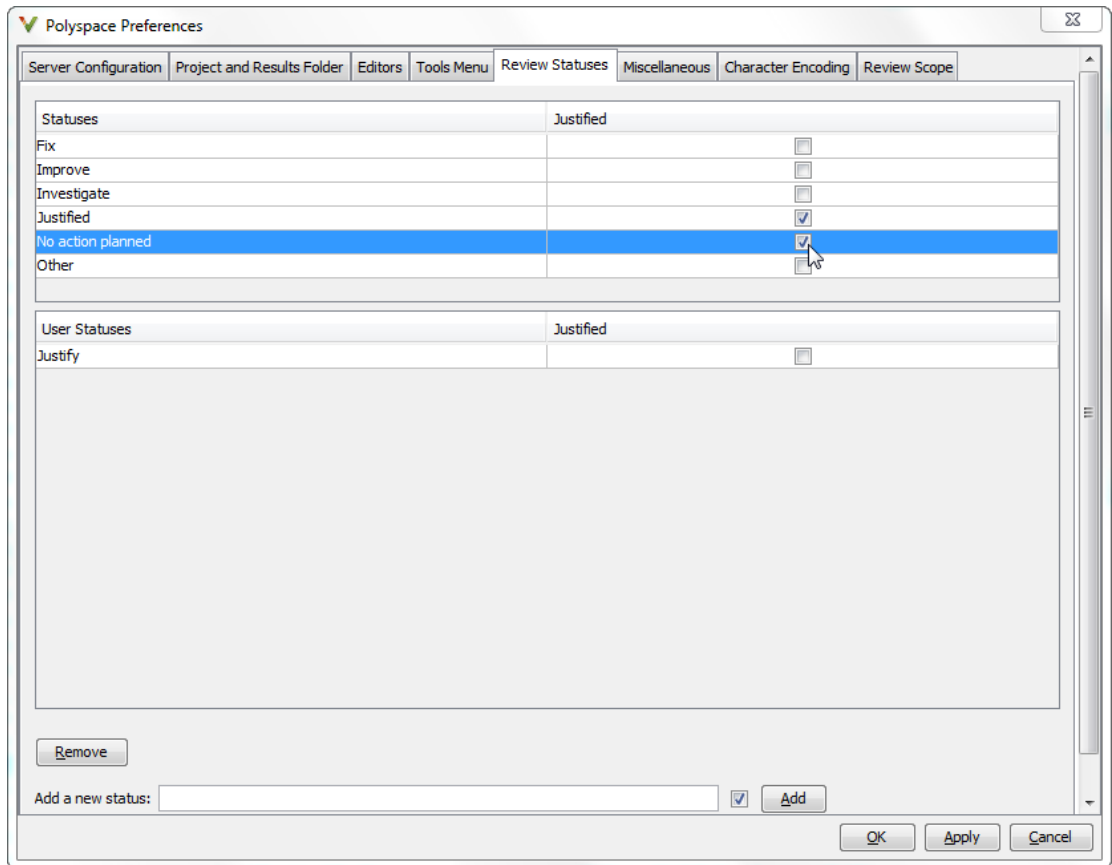 Polyspace Preferences
Server Configuration Project and Results Folder Editors Tools Menu Review Statuses Miscellaneous Character Encoding Review Scope
Statuses Justified
Fix
Improve
Investigate
Justified
No action planned
Other
User Statuses Justified
Justify
Remove
Add a new status: Add
OK Apply Cancel